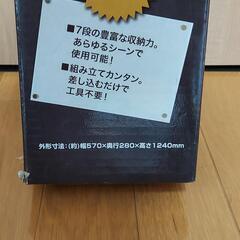 ■7段の豊富な収納力。
あらゆるシーンで
使用可能!
■組み立てカンタン。
差し込むだけで
工具不要!
外形寸法:(約)幅570×奥行280×高さ1240mm